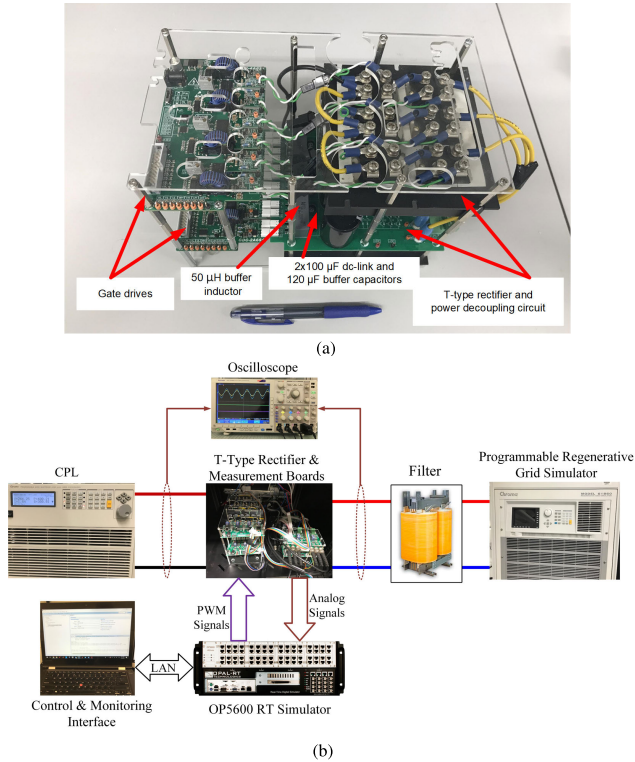 Gate drives
50 µH buffer
inductor
2x100 µF dc-link and
120 µF buffer capacitors
T-type rectifier and
power decoupling circuit
(a)
Oscilloscope
CPL
T-Type Rectifier &
Measurement Boards
Filter
Programmable Regenerative
Grid Simulator
PWM
Signals
Analog
Signals
LAN
OPAL-RT
Control & Monitoring
Interface
OP5600 RT Simulator
(b)